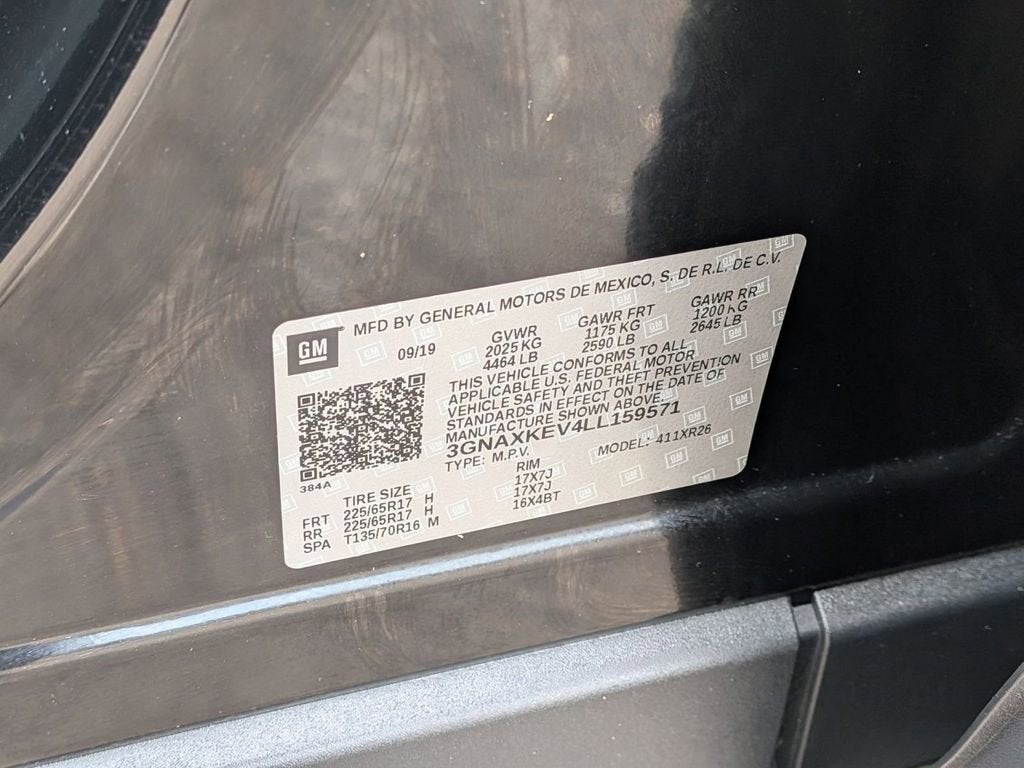 GM
MFD BY GENERAL MOTORS DE MEXICO, S. DE R.L. DE C.V.
09/19
GVWR GAWR FRT GAWR RR
2025 KG 1175 KG 1200 KG
4464 LB 2590 LB 2645 LB
THIS VEHICLE CONFORMS TO ALL
APPLICABLE U.S. FEDERAL MOTOR
VEHICLE SAFETY AND THEFT PREVENTION
STANDARDS IN EFFECT ON THE DATE OF
MANUFACTURE SHOWN ABOVE.
3GNAXKEV4LL159571
TYPE: M.P.V. MODEL: 411XR26
384A
TIRE SIZE RIM
FRT 225/65R17 H 17X7J
RR 225/65R17 H 17X7J
SPA T135/70R16 M 16X4BT